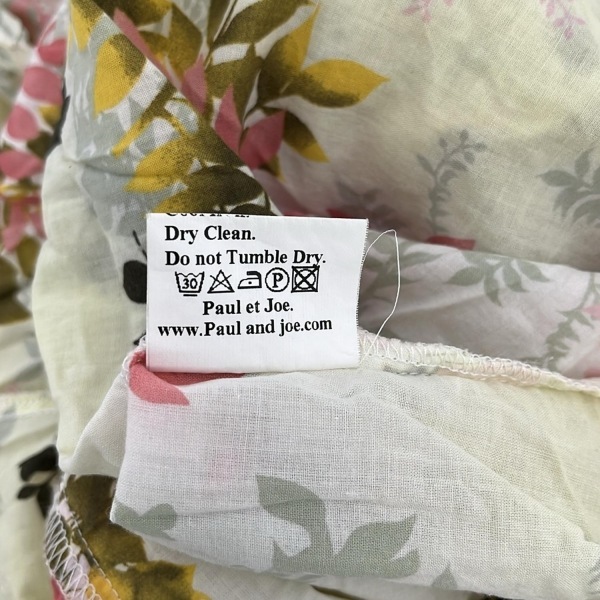 Dry Clean.
Do not Tumble Dry.
30 P
Paul et Joe.
www.Paul and joe.com